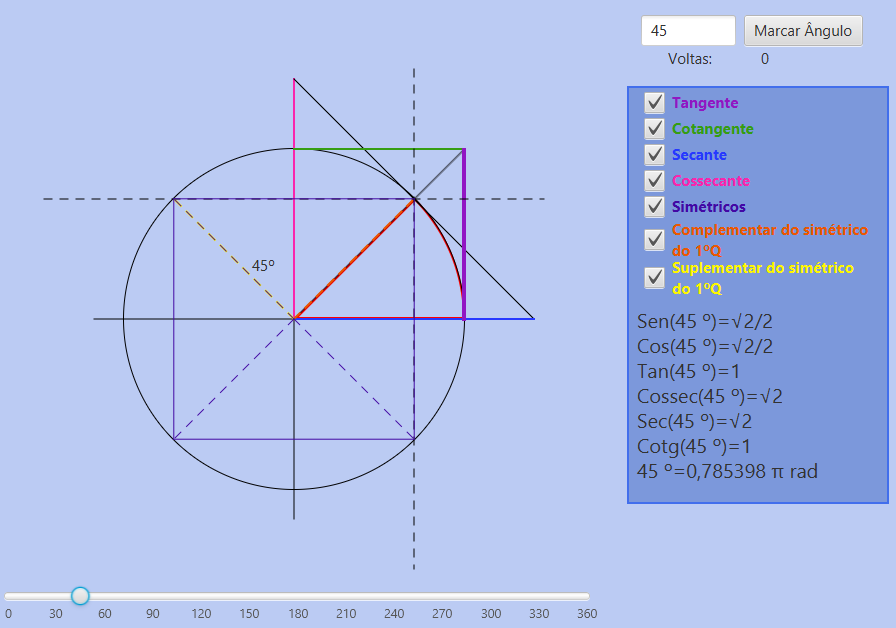 45
Marcar Ângulo
Voltas: 0
Tangente
Cotangente
Secante
Cossecante
Simétricos
Complementar do simétrico
do 1ºQ
Suplementar do simétrico
do 1ºQ
45º
Sen(45 º)=√2/2
Cos(45 º)=√2/2
Tan(45 º)=1
Cossec(45 º)=√2
Sec(45 º)=√2
Cotg(45 º)=1
45 º=0,785398 π rad
0 30 60 90 120 150 180 210 240 270 300 330 360